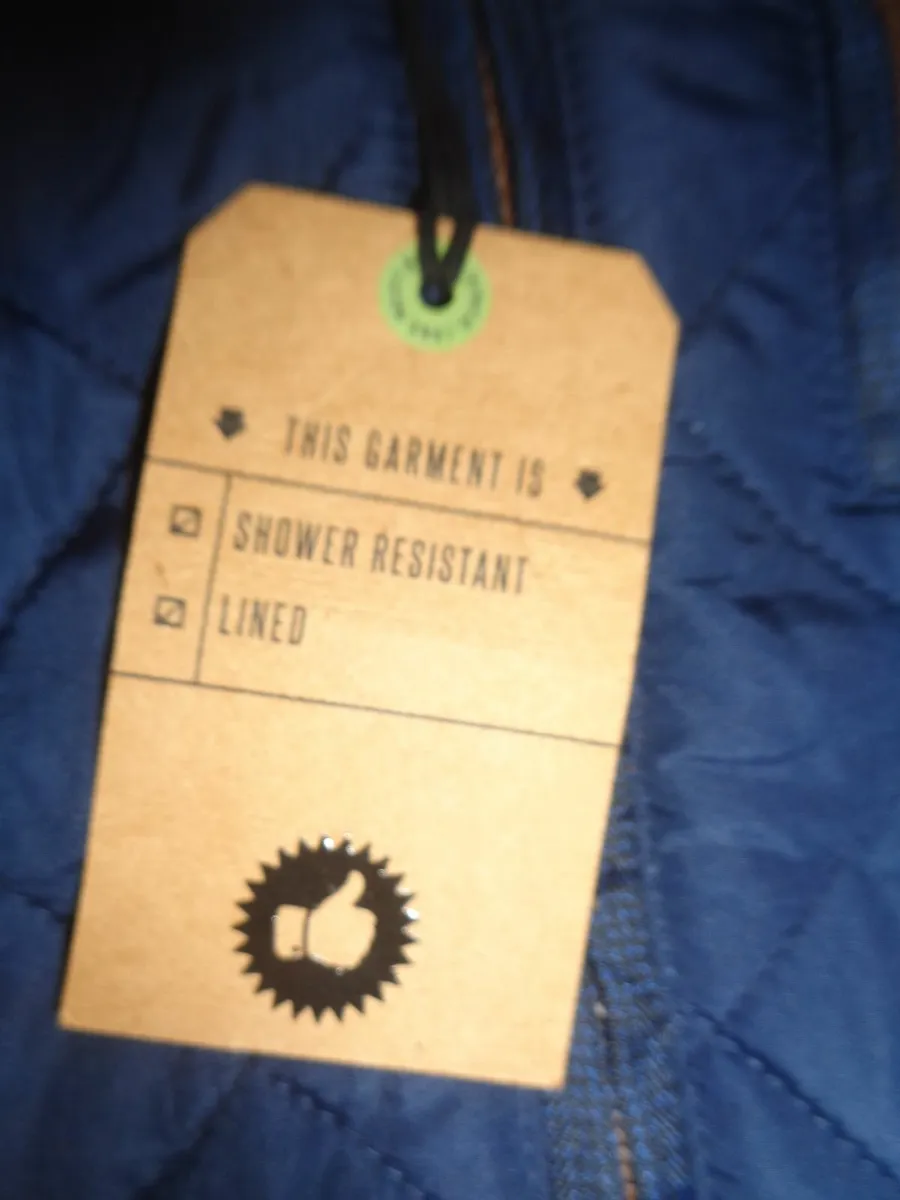 THIS GARMENT IS
SHOWER RESISTANT
LINED